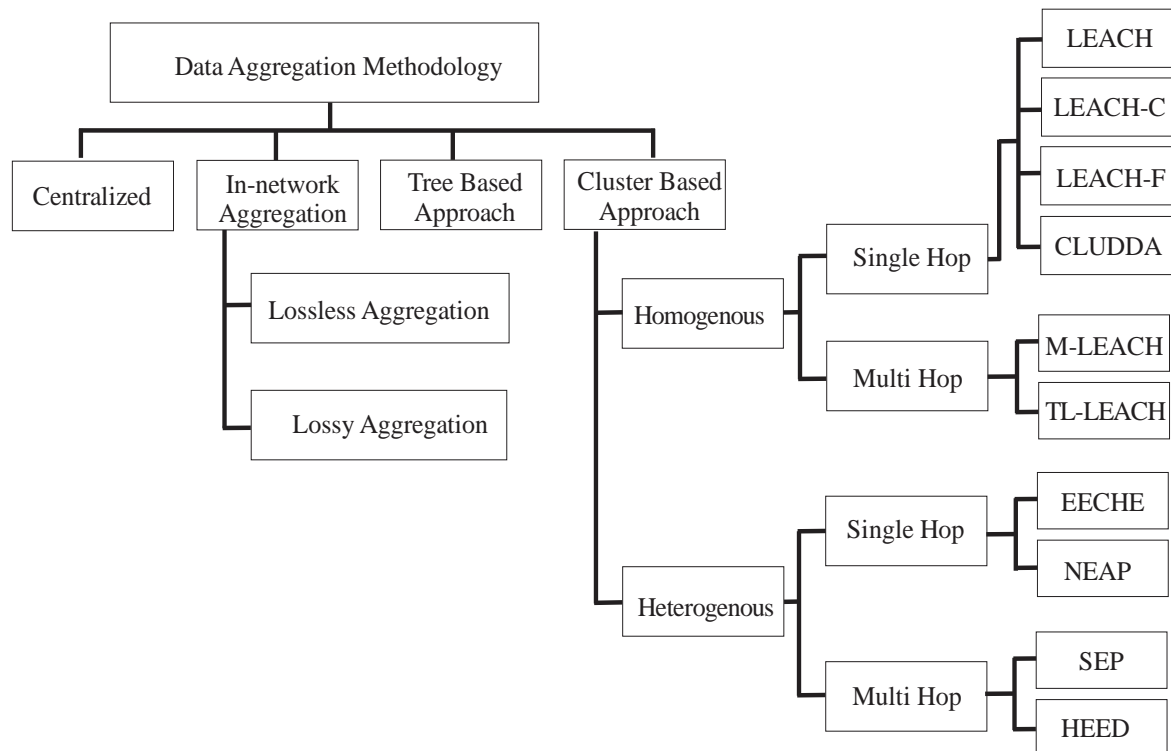 Data Aggregation Methodology
Centralized
In-network
Aggregation
Tree Based
Approach
Cluster Based
Approach
Lossless Aggregation
Lossy Aggregation
Homogenous
Single Hop
LEACH
LEACH-C
LEACH-F
CLUDDA
Multi Hop
M-LEACH
TL-LEACH
Heterogenous
Single Hop
EECHE
NEAP
Multi Hop
SEP
HEED